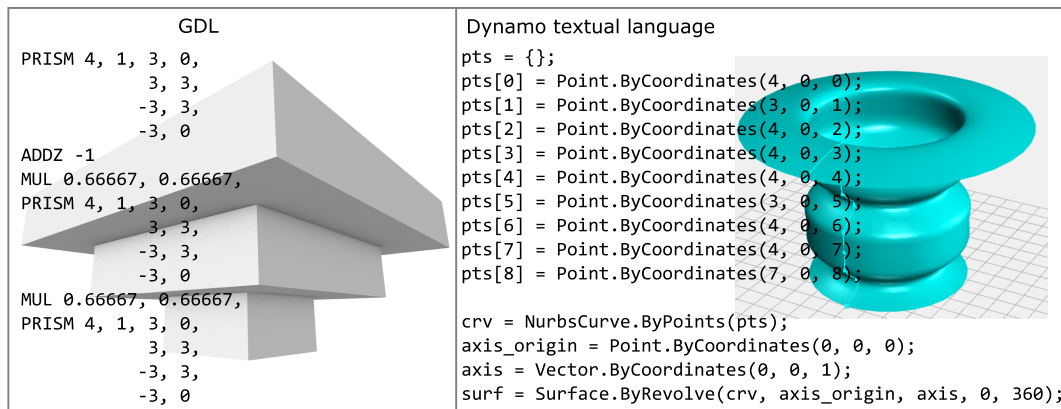 GDL
PRISM 4, 1, 3, 0,
3, 3,
-3, 3,
-3, 0
ADDZ -1
MUL 0.66667, 0.66667,
PRISM 4, 1, 3, 0,
3, 3,
-3, 3,
-3, 0
MUL 0.66667, 0.66667,
PRISM 4, 1, 3, 0,
3, 3,
-3, 3,
-3, 0
Dynamo textual language
pts = {};
pts[0] = Point.ByCoordinates(4, 0, 0);
pts[1] = Point.ByCoordinates(3, 0, 1);
pts[2] = Point.ByCoordinates(4, 0, 2);
pts[3] = Point.ByCoordinates(4, 0, 3);
pts[4] = Point.ByCoordinates(4, 0, 4);
pts[5] = Point.ByCoordinates(3, 0, 5);
pts[6] = Point.ByCoordinates(4, 0, 6);
pts[7] = Point.ByCoordinates(4, 0, 7);
pts[8] = Point.ByCoordinates(7, 0, 8);
crv = NurbsCurve.ByPoints(pts);
axis_origin = Point.ByCoordinates(0, 0, 0);
axis = Vector.ByCoordinates(0, 0, 1);
surf = Surface.ByRevolve(crv, axis_origin, axis, 0, 360);